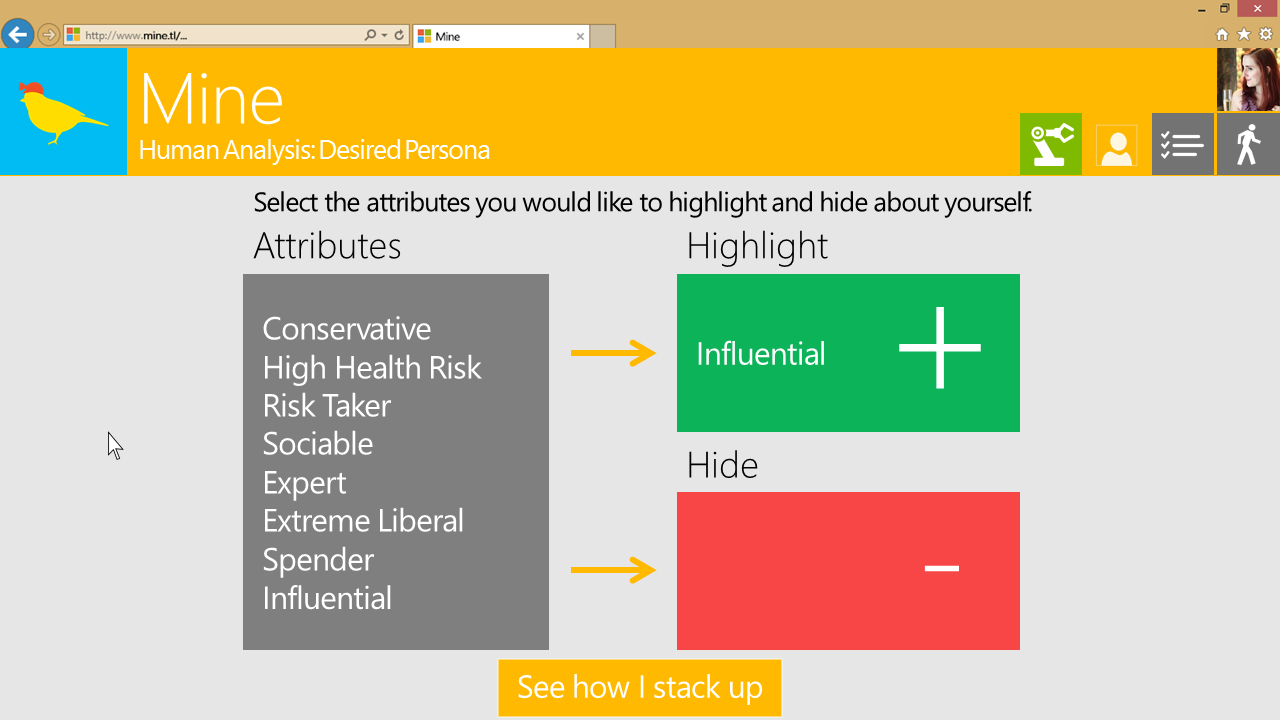 http://www.mine.tl/...
Mine
Mine
Human Analysis: Desired Persona
Select the attributes you would like to highlight and hide about yourself.
Attributes
Conservative
High Health Risk
Risk Taker
Sociable
Expert
Extreme Liberal
Spender
Influential
Highlight
Influential
Hide
See how I stack up